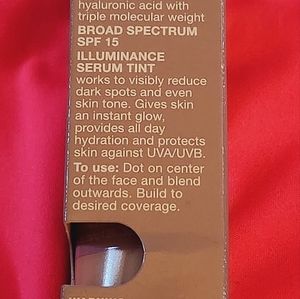 hyaluronic acid with
triple molecular weight
BROAD SPECTRUM
SPF 15
ILLUMINANCE
SERUM TINT
works to visibly reduce
dark spots and even
skin tone. Gives skin
an instant glow,
provides all day
hydration and protects
skin against UVA/UVB.
To use: Dot on center
of the face and blend
outwards. Build to
desired coverage.